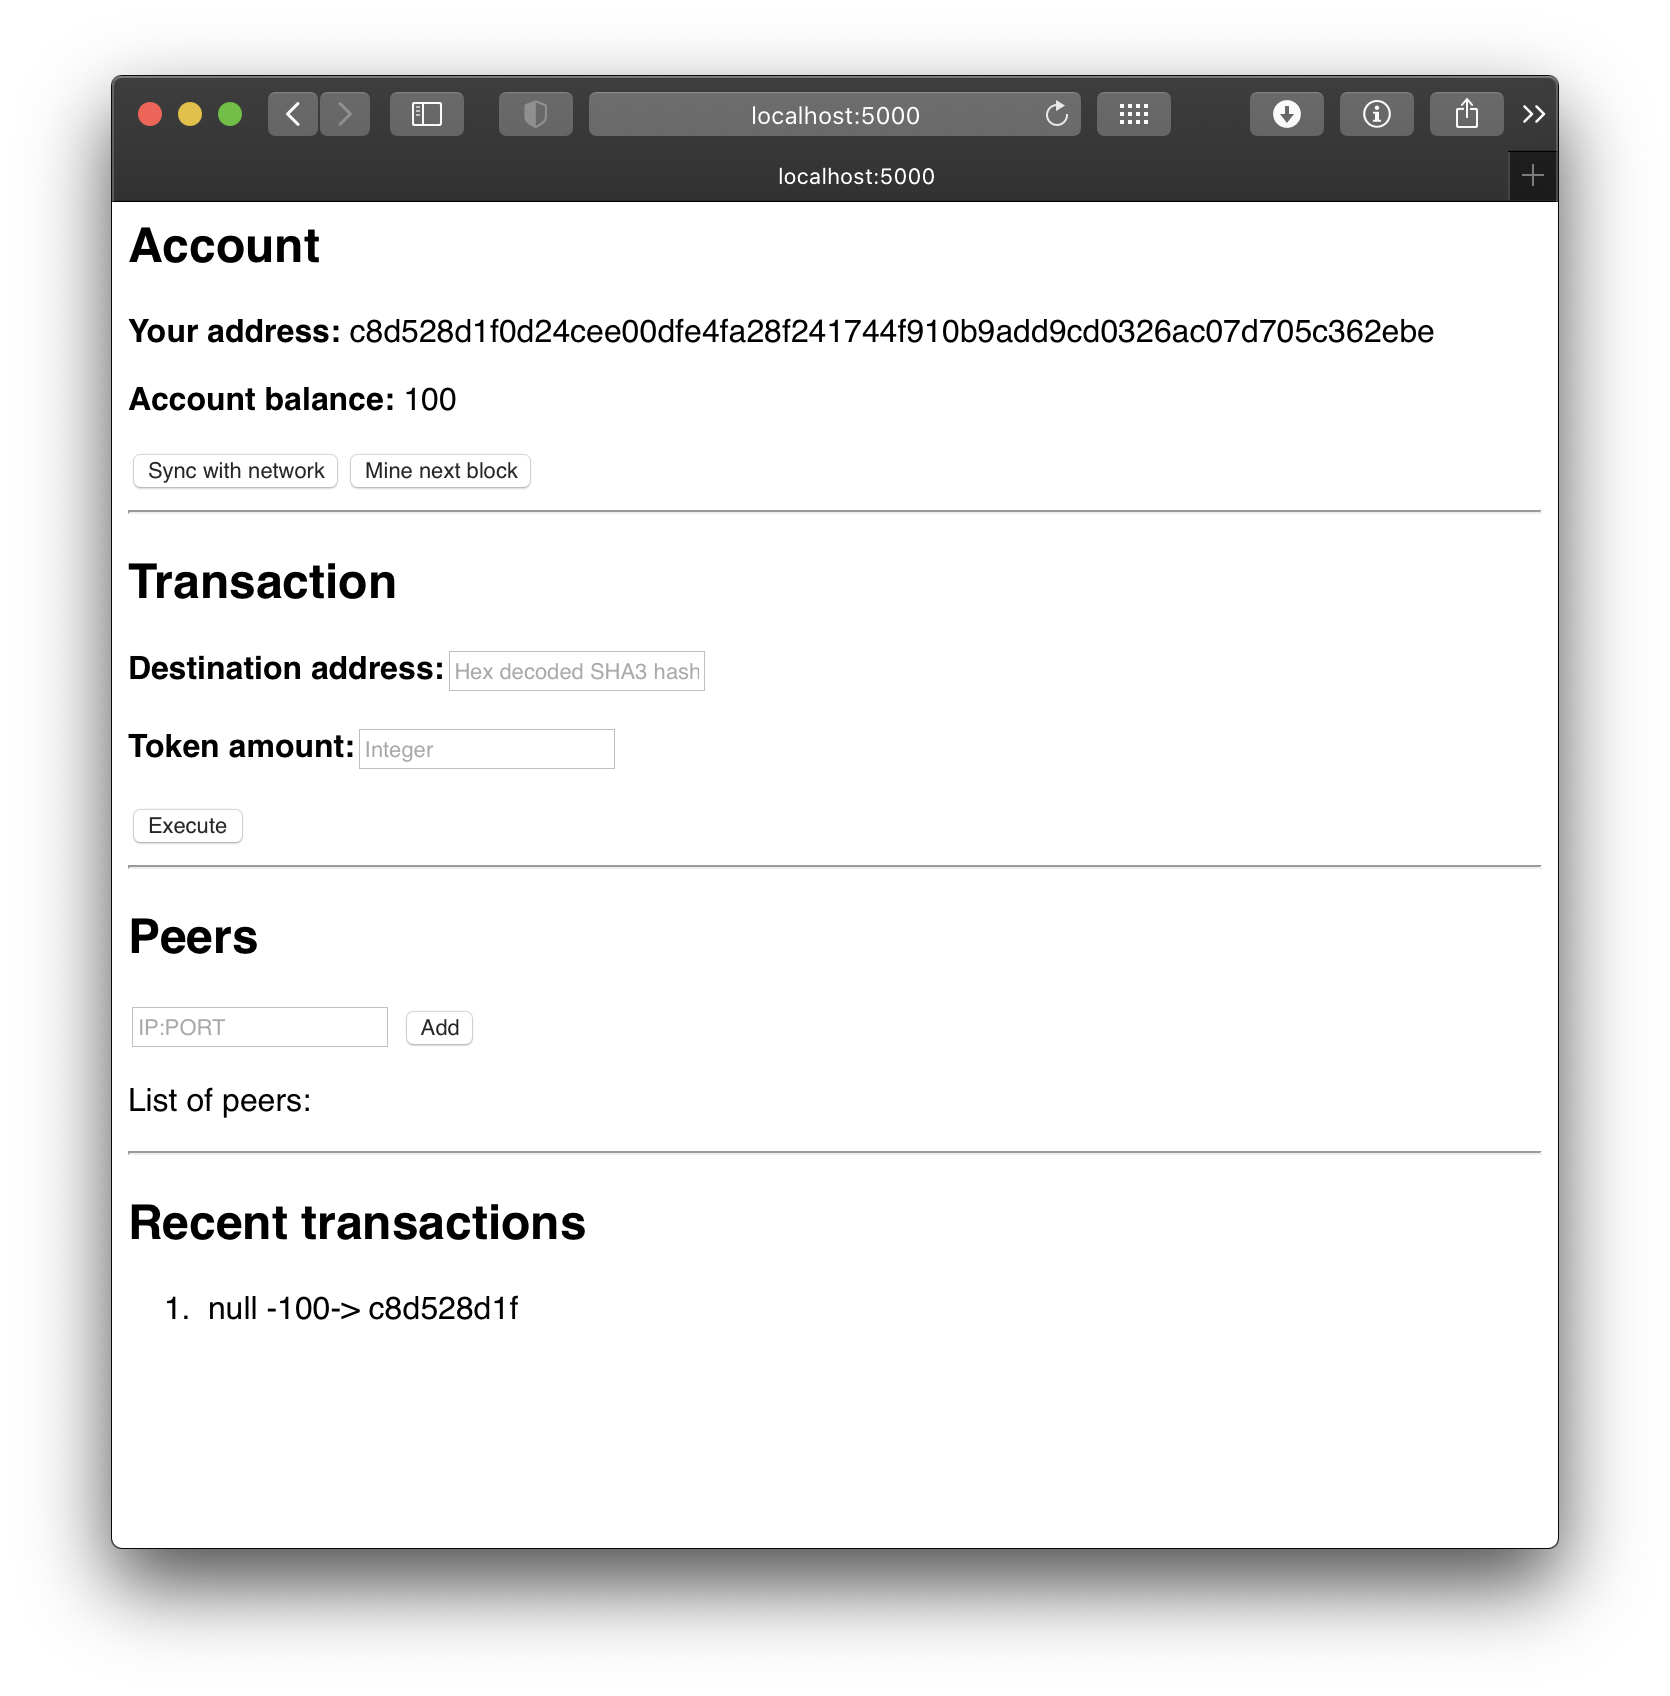 localhost:5000
localhost:5000
Account
Your address: c8d528d1f0d24cee00dfe4fa28f241744f910b9add9cd0326ac07d705c362ebe
Account balance: 100
Sync with network Mine next block
Transaction
Destination address: Hex decoded SHA3 hash
Token amount: Integer
Execute
Peers
IP:PORT Add
List of peers:
Recent transactions
1. null -100-> c8d528d1f